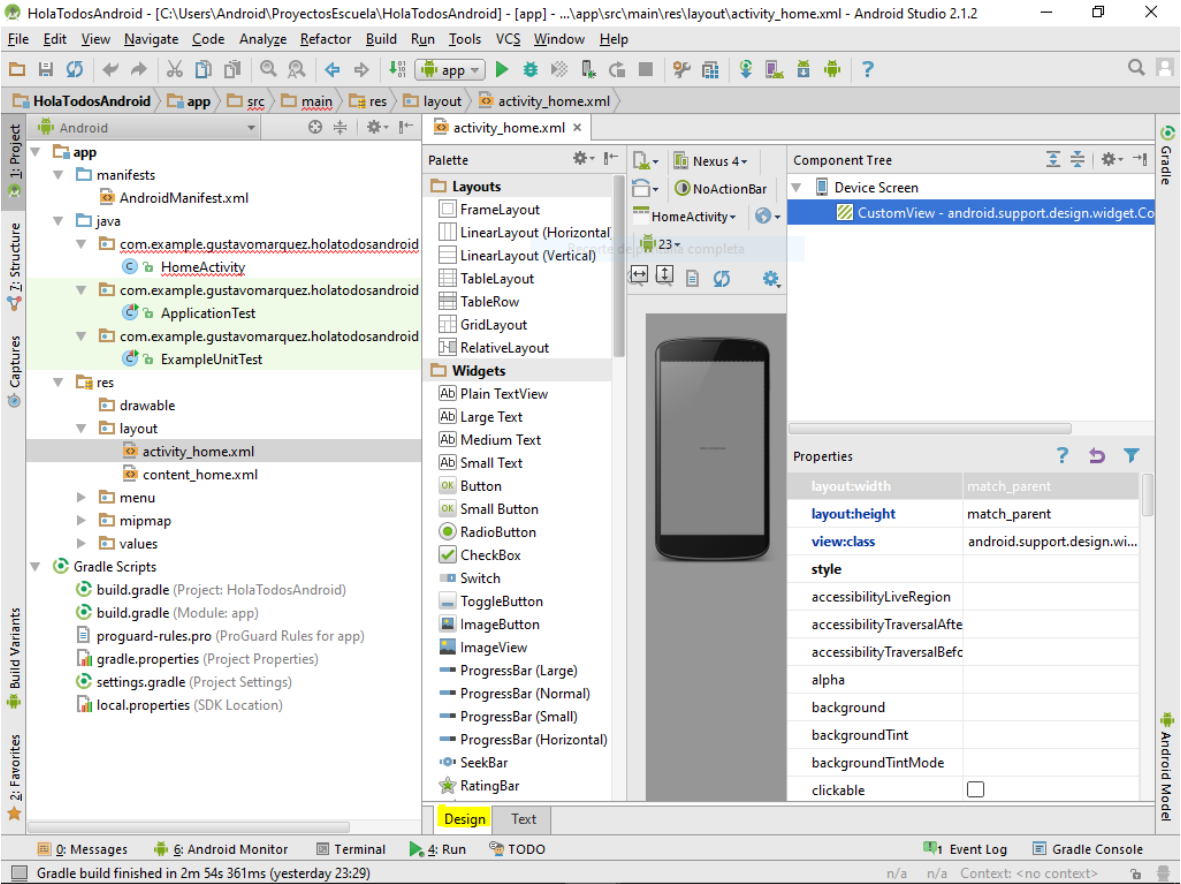 HolaTodosAndroid - [C:\Users\Android\ProyectosEscuela\HolaTodosAndroid] - [app] - ...\app\src\main\res\layout\activity_home.xml - Android Studio 2.1.2
File Edit View Navigate Code Analyze Refactor Build Run Tools VCS Window Help
app
HolaTodosAndroid app src main res layout activity_home.xml
1: Project
7: Structure
Captures
Build Variants
2: Favorites
Android
app
manifests
AndroidManifest.xml
java
com.example.gustavomarquez.holatodosandroid
HomeActivity
com.example.gustavomarquez.holatodosandroid
ApplicationTest
com.example.gustavomarquez.holatodosandroid
ExampleUnitTest
res
drawable
layout
activity_home.xml
content_home.xml
menu
mipmap
values
Gradle Scripts
build.gradle (Project: HolaTodosAndroid)
build.gradle (Module: app)
proguard-rules.pro (ProGuard Rules for app)
gradle.properties (Project Properties)
settings.gradle (Project Settings)
local.properties (SDK Location)
activity_home.xml
Palette
Layouts
FrameLayout
LinearLayout (Horizontal
LinearLayout (Vertical)
TableLayout
TableRow
GridLayout
RelativeLayout
Widgets
Ab Plain TextView
Ab Large Text
Ab Medium Text
Ab Small Text
OK Button
OK Small Button
RadioButton
CheckBox
Switch
ToggleButton
ImageButton
ImageView
ProgressBar (Large)
ProgressBar (Normal)
ProgressBar (Small)
ProgressBar (Horizontal)
SeekBar
RatingBar
Nexus 4
NoActionBar
HomeActivity
23
Recorte de pantalla completa
Component Tree
Device Screen
CustomView - android.support.design.widget.Co
Properties
layout:width match_parent
layout:height match_parent
view:class android.support.design.wi...
style
accessibilityLiveRegion
accessibilityTraversalAfte
accessibilityTraversalBefc
alpha
background
backgroundTint
backgroundTintMode
clickable
Gradle
Android Model
Design Text
0: Messages 6: Android Monitor Terminal 4: Run TODO 1 Event Log Gradle Console
Gradle build finished in 2m 54s 361ms (yesterday 23:29) n/a n/a Context: <no context>